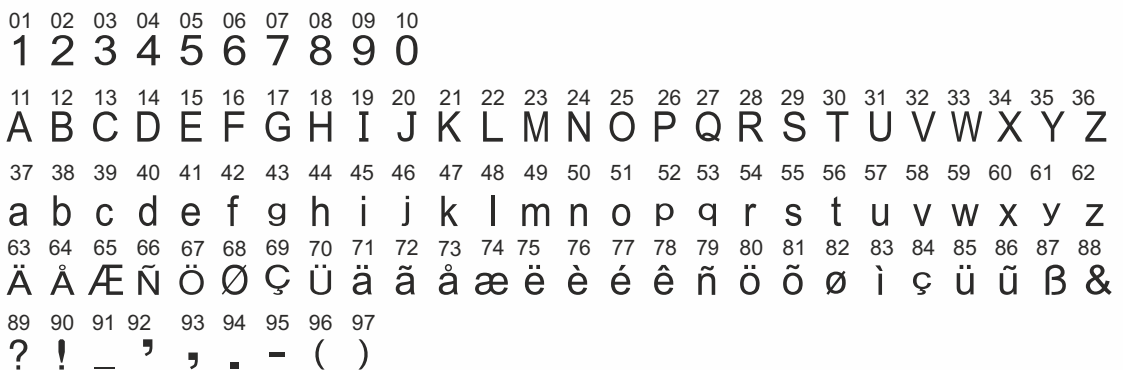 01 02 03 04 05 06 07 08 09 10
1 2 3 4 5 6 7 8 9 0
11 12 13 14 15 16 17 18 19 20 21 22 23 24 25 26 27 28 29 30 31 32 33 34 35 36
A B C D E F G H I J K L M N O P Q R S T U V W X Y Z
37 38 39 40 41 42 43 44 45 46 47 48 49 50 51 52 53 54 55 56 57 58 59 60 61 62
a b c d e f g h i j k l m n o p q r s t u v w x y z
63 64 65 66 67 68 69 70 71 72 73 74 75 76 77 78 79 80 81 82 83 84 85 86 87 88
Ä Å Æ Ñ Ö Ø Ç Ü ä ã å æ ë è é ê ñ ö õ ø ì ç ü ũ ß &
89 90 91 92 93 94 95 96 97
? ! _ ' , . - ( )